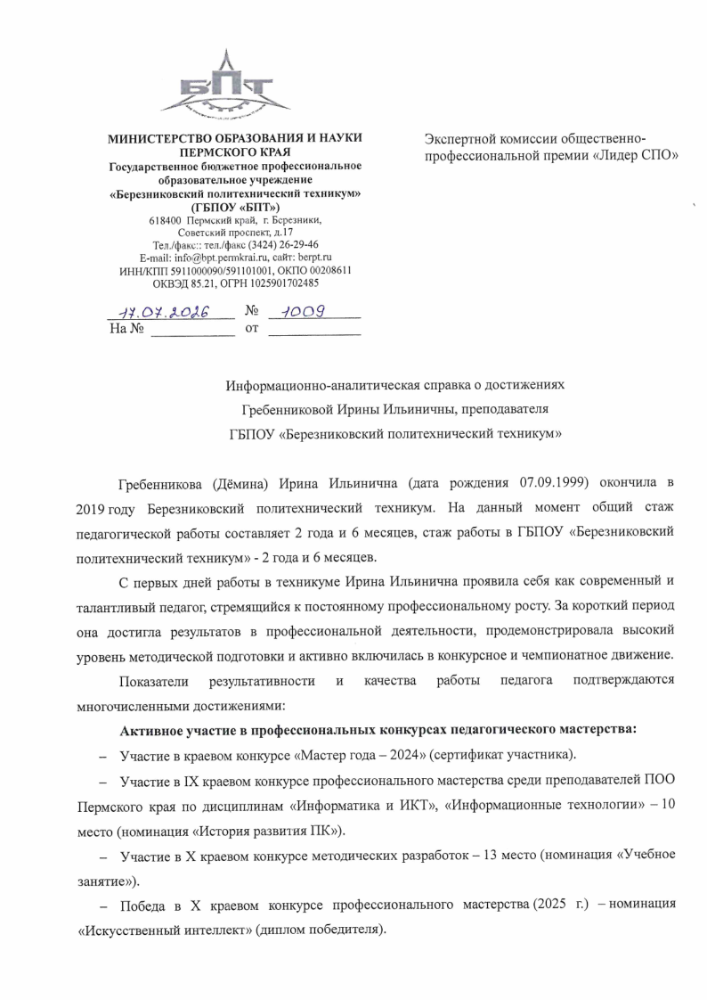 БПТ
МИНИСТЕРСТВО ОБРАЗОВАНИЯ И НАУКИ
ПЕРМСКОГО КРАЯ
Государственное бюджетное профессиональное
образовательное учреждение
«Березниковский политехнический техникум»
(ГБПОУ «БПТ»)
618400 Пермский край, г. Березники,
Советский проспект, д.17
Тел./факс:: тел./факс (3424) 26-29-46
E-mail: info@bpt.permkrai.ru, сайт: berpt.ru
ИНН/КПП 5911000090/591101001, ОКПО 00208611
ОКВЭД 85.21, ОГРН 1025901702485
17.07.2026 № 1009
На № от
Экспертной комиссии общественно-
профессиональной премии «Лидер СПО»
Информационно-аналитическая справка о достижениях
Гребенниковой Ирины Ильиничны, преподавателя
ГБПОУ «Березниковский политехнический техникум»
Гребенникова (Дёмина) Ирина Ильинична (дата рождения 07.09.1999) окончила в
2019 году Березниковский политехнический техникум. На данный момент общий стаж
педагогической работы составляет 2 года и 6 месяцев, стаж работы в ГБПОУ «Березниковский
политехнический техникум» - 2 года и 6 месяцев.
С первых дней работы в техникуме Ирина Ильинична проявила себя как современный и
талантливый педагог, стремящийся к постоянному профессиональному росту. За короткий период
она достигла результатов в профессиональной деятельности, продемонстрировала высокий
уровень методической подготовки и активно включилась в конкурсное и чемпионатное движение.
Показатели результативности и качества работы педагога подтверждаются
многочисленными достижениями:
Активное участие в профессиональных конкурсах педагогического мастерства:
– Участие в краевом конкурсе «Мастер года – 2024» (сертификат участника).
– Участие в IX краевом конкурсе профессионального мастерства среди преподавателей ПОО
Пермского края по дисциплинам «Информатика и ИКТ», «Информационные технологии» – 10
место (номинация «История развития ПК»).
– Участие в X краевом конкурсе методических разработок – 13 место (номинация «Учебное
занятие»).
– Победа в X краевом конкурсе профессионального мастерства (2025 г.) – номинация
«Искусственный интеллект» (диплом победителя).